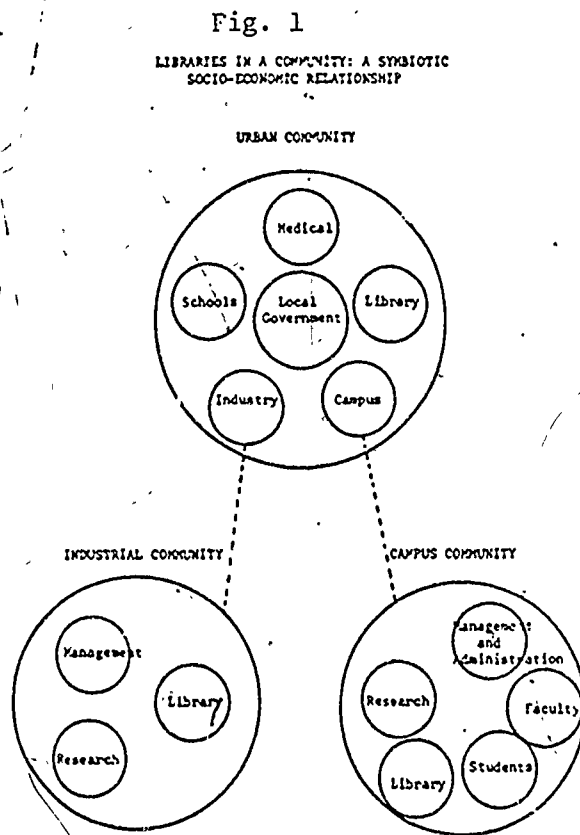 Fig. 1
LIBRARIES IN A COMMUNITY: A SYMBIOTIC
SOCIO-ECONOMIC RELATIONSHIP
URBAN COMMUNITY
Medical
Schools
Local
Government
Library
Industry
Campus
INDUSTRIAL COMMUNITY
Management
Library
Research
CAMPUS COMMUNITY
Management
and
Administration
Research
Faculty
Library
Students